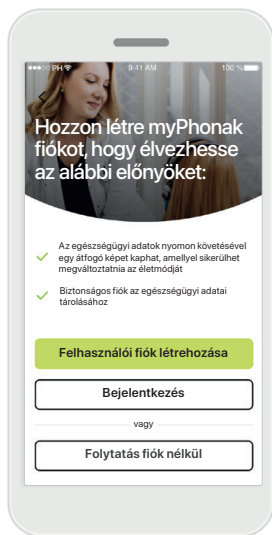 PH 9:41 AM 100 %
Hozzon létre myPhonak
fiókot, hogy élvezhesse
az alábbi előnyöket:
Az egészségügyi adatok nyomon követésével
egy átfogó képet kaphat, amellyel sikerülhet
megváltoztatnia az életmódját
Biztonságos fiók az egészségügyi adatai
tárolásához
Felhasználói fiók létrehozása
Bejelentkezés
vagy
Folytatás fiók nélkül